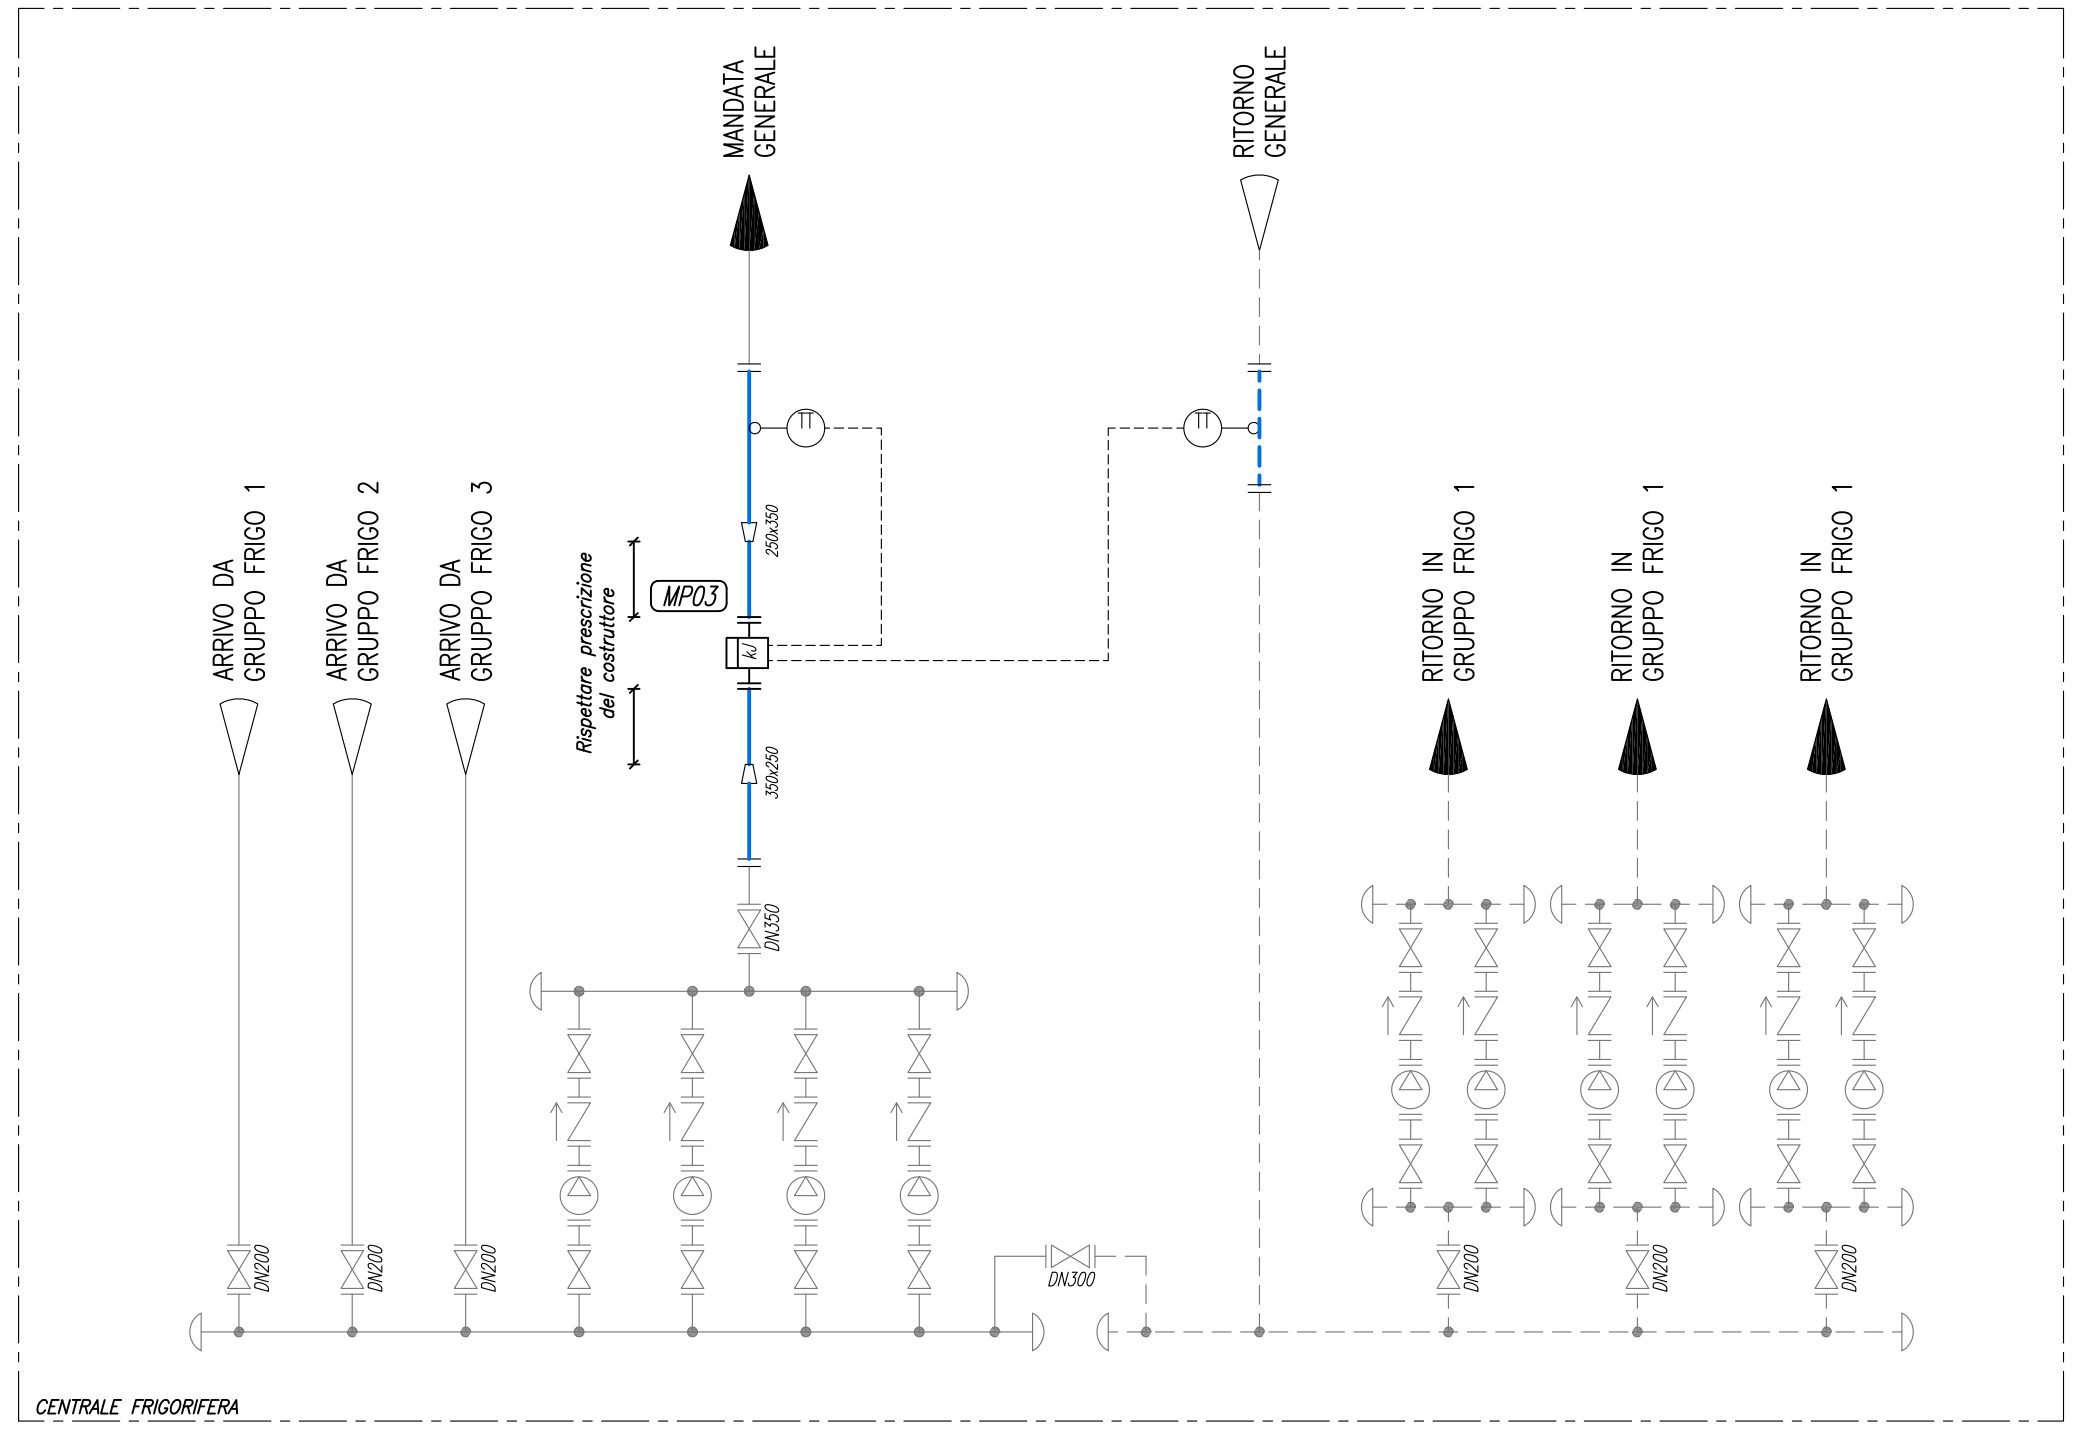 MANDATA
GENERALE
RITORNO
GENERALE
TT
TT
ARRIVO DA
GRUPPO FRIGO 1
ARRIVO DA
GRUPPO FRIGO 2
ARRIVO DA
GRUPPO FRIGO 3
Rispettare prescrizione
del costruttore
MP03
250x350
kJ
350x250
RITORNO IN
GRUPPO FRIGO 1
RITORNO IN
GRUPPO FRIGO 1
RITORNO IN
GRUPPO FRIGO 1
DN350
DN200
DN200
DN200
DN300
DN200
DN200
DN200
CENTRALE FRIGORIFERA